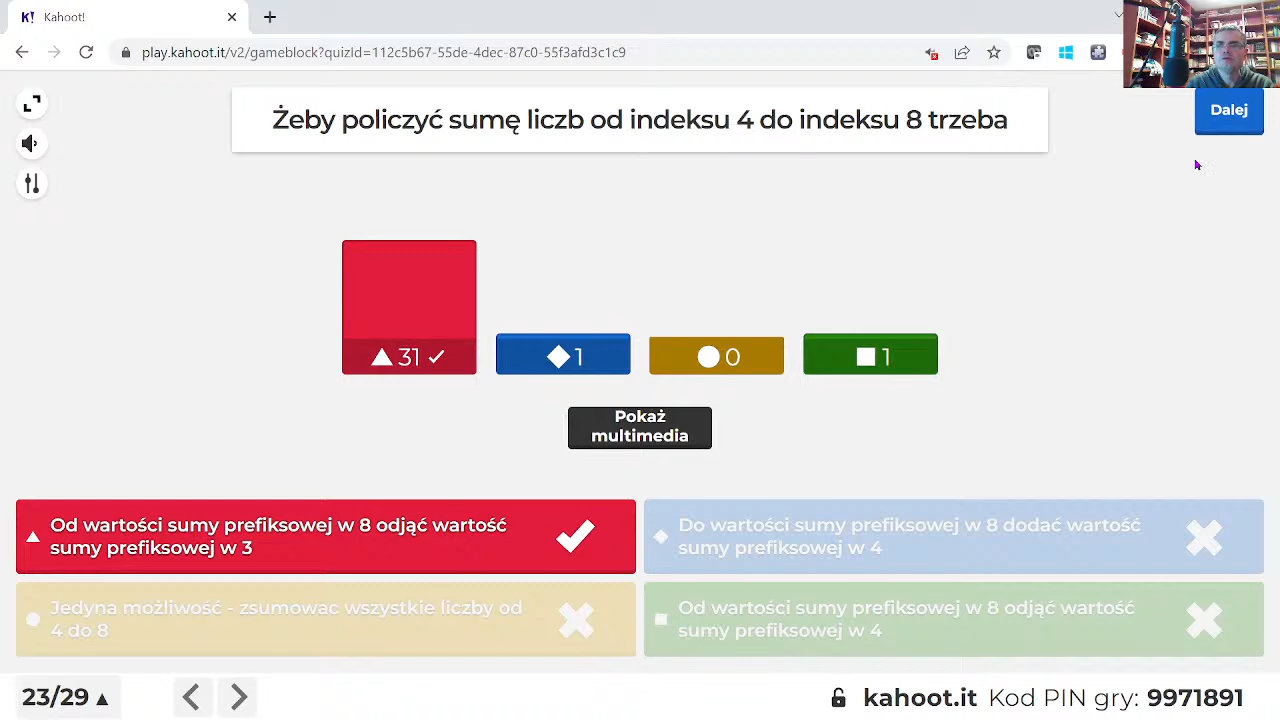 K! Kahoot!
play.kahoot.it/v2/gameblock?quizId=112c5b67-55de-4dec-87c0-55f3afd3c1c9
Żeby policzyć sumę liczb od indeksu 4 do indeksu 8 trzeba
Dalej
31
1
0
1
Pokaż
multimedia
Od wartości sumy prefiksowej w 8 odjąć wartość
sumy prefiksowej w 3
Do wartości sumy prefiksowej w 8 dodać wartość
sumy prefiksowej w 4
Jedyna możliwość - zsumowac wszystkie liczby od
4 do 8
Od wartości sumy prefiksowej w 8 odjąć wartość
sumy prefiksowej w 4
23/29
kahoot.it Kod PIN gry: 9971891